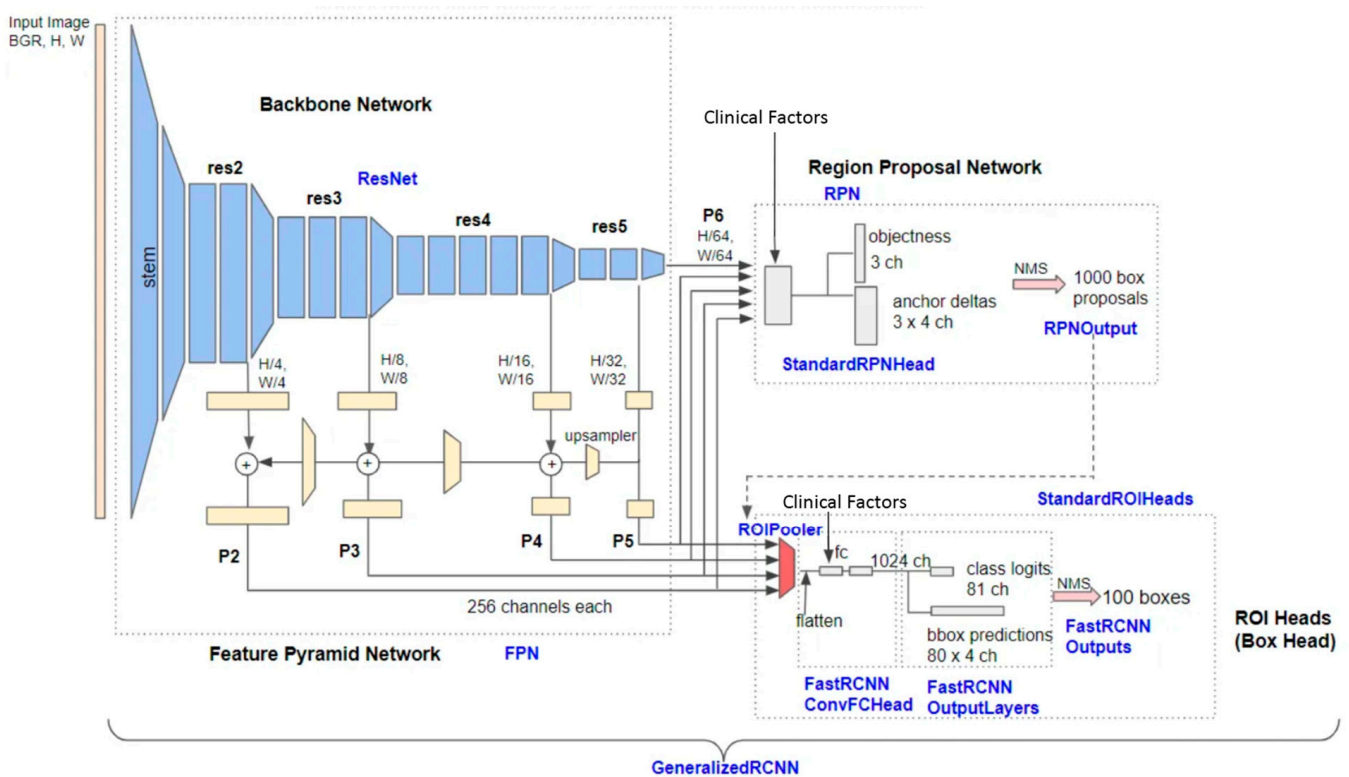 Input Image
BGR, H, W
Backbone Network
ResNet
stem
res2
res3
res4
res5
H/4,
W/4
H/8,
W/8
H/16,
W/16
H/32,
W/32
upsampler
+
+
+
P2
P3
P4
P5
256 channels each
Feature Pyramid Network
FPN
P6
H/64,
W/64
Clinical Factors
Region Proposal Network
RPN
objectness
3 ch
anchor deltas
3 x 4 ch
StandardRPNHead
NMS
1000 box
proposals
RPNOutput
StandardROIHeads
ROIPooler
Clinical Factors
fc
1024 ch
flatten
class logits
81 ch
bbox predictions
80 x 4 ch
NMS
100 boxes
FastRCNN
Outputs
FastRCNN
ConvFCHead
FastRCNN
OutputLayers
ROI Heads
(Box Head)
GeneralizedRCNN